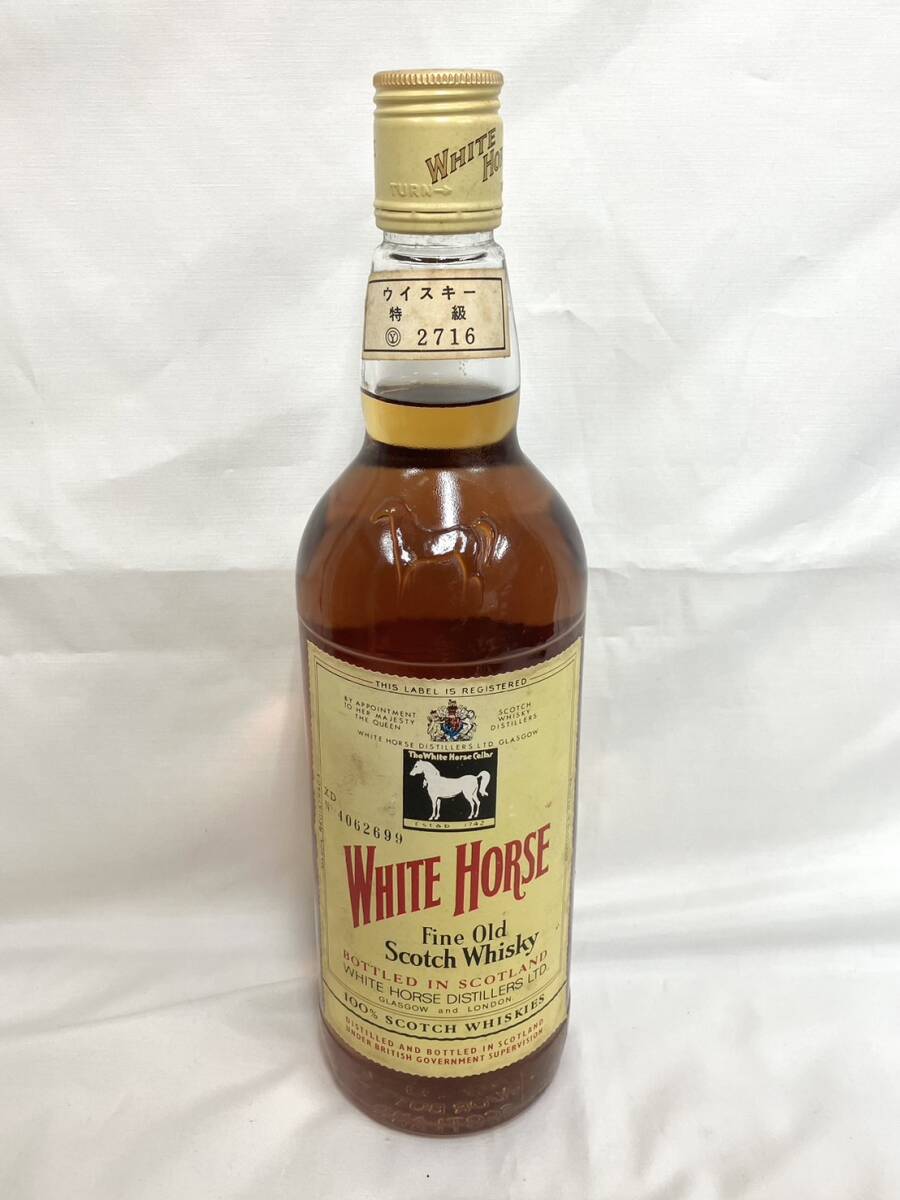 WHITE
TURN→
ウイスキー
特 級
Ⓨ 2716
THIS LABEL IS REGISTERED
BY APPOINTMENT
TO HER MAJESTY
THE QUEEN
SCOTCH
WHISKY
DISTILLERS
WHITE HORSE DISTILLERS LTD GLASGOW
The White Horse Cellar
ESTABD 1742
XD
Nº 4062699
WHITE HORSE
Fine Old
Scotch Whisky
BOTTLED IN SCOTLAND
WHITE HORSE DISTILLERS LTD.
GLASGOW and LONDON
100% SCOTCH WHISKIES
DISTILLED AND BOTTLED IN SCOTLAND
UNDER BRITISH GOVERNMENT SUPERVISION